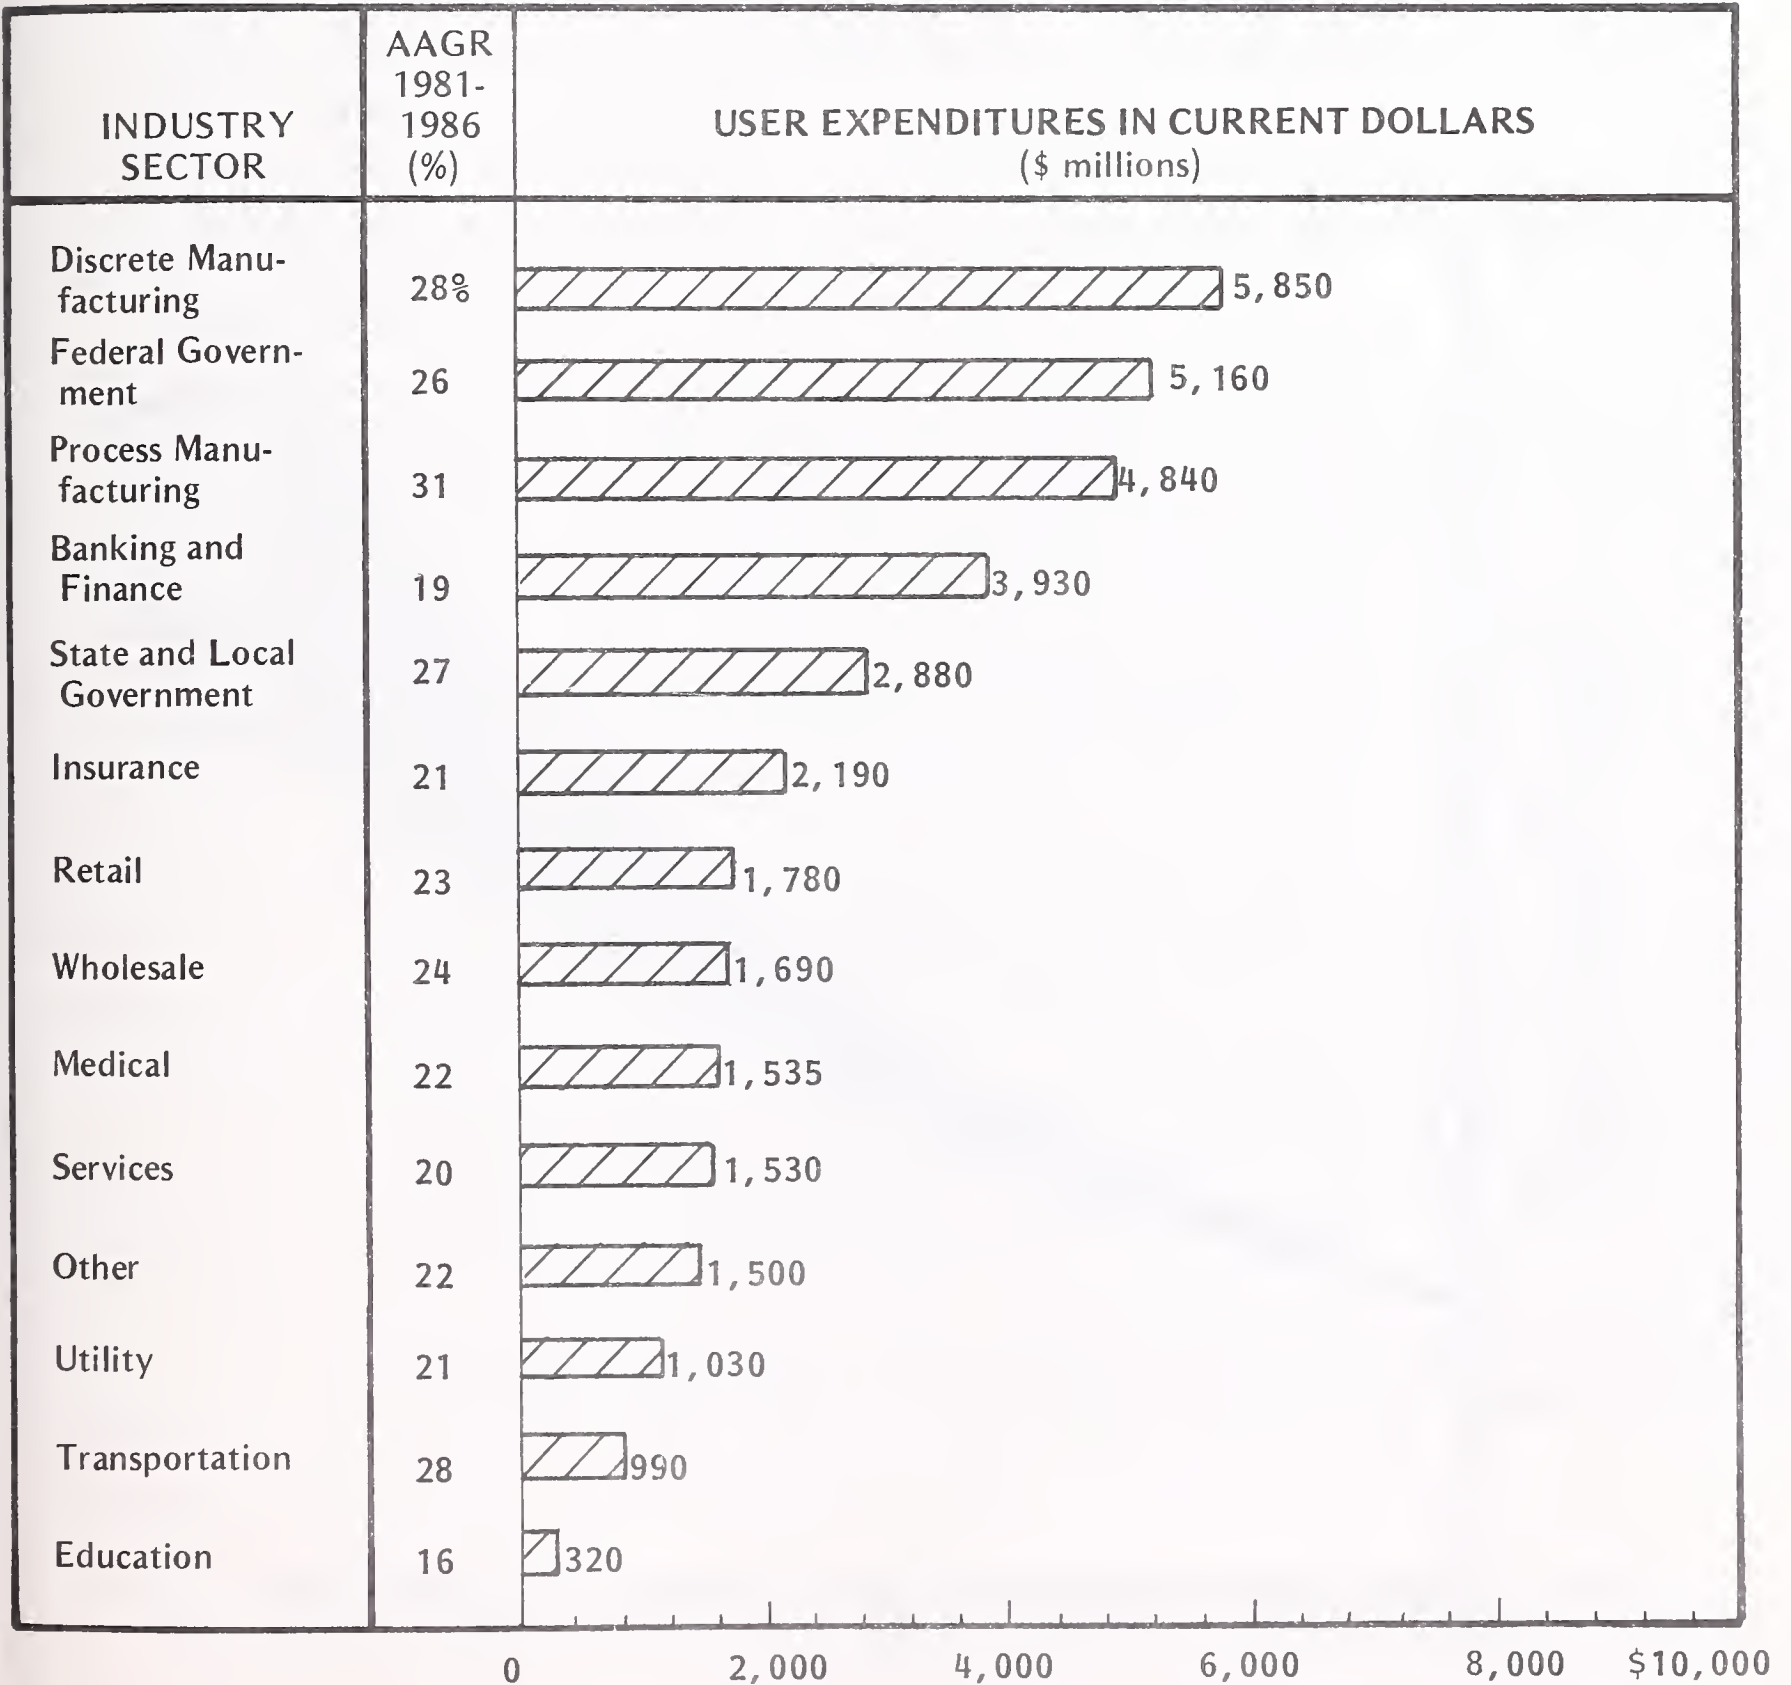 INDUSTRY
SECTOR
AAGR
1981-
1986
(%)
USER EXPENDITURES IN CURRENT DOLLARS
($ millions)
Discrete Manu-
facturing
28%
5,850
Federal Govern-
ment
26
5,160
Process Manu-
facturing
31
4,840
Banking and
Finance
19
3,930
State and Local
Government
27
2,880
Insurance
21
2,190
Retail
23
1,780
Wholesale
24
1,690
Medical
22
1,535
Services
20
1,530
Other
22
1,500
Utility
21
1,030
Transportation
28
990
Education
16
320
0 2,000 4,000 6,000 8,000 $10,000